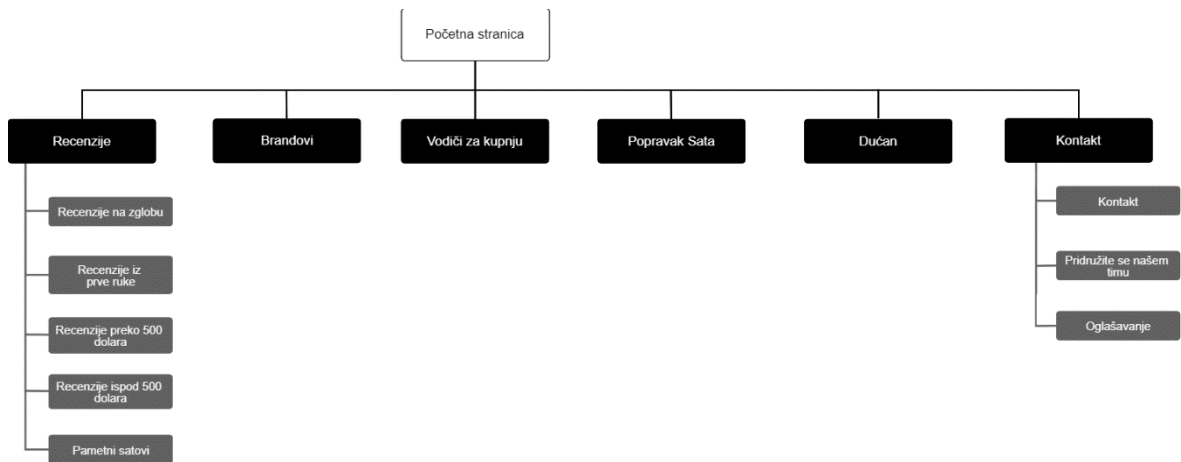 Početna stranica
Recenzije
Brandovi
Vodiči za kupnju
Popravak Sata
Dućan
Kontakt
Recenzije na zglobu
Recenzije iz
prve ruke
Recenzije preko 500
dolara
Recenzije ispod 500
dolara
Pametni satovi
Kontakt
Pridružite se našem
timu
Oglašavanje